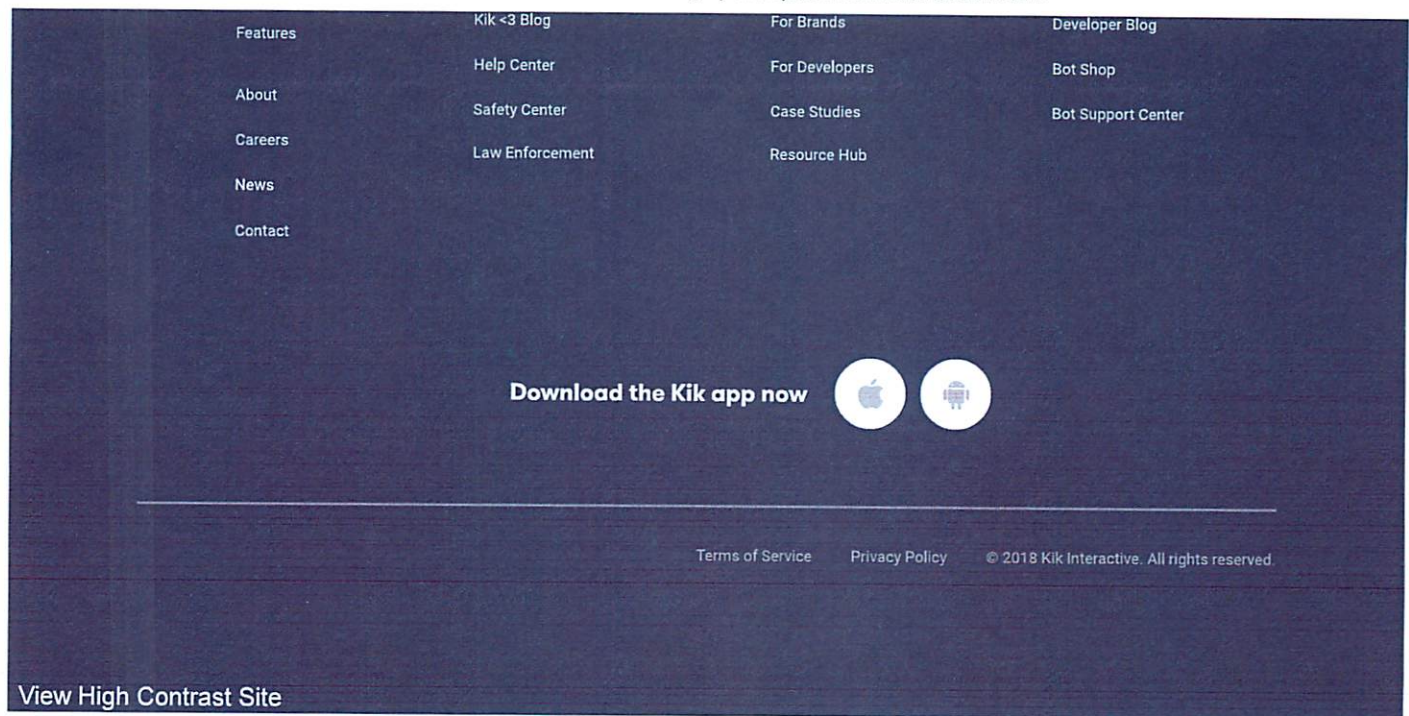 Features
About
Careers
News
Contact
Kik <3 Blog
Help Center
Safety Center
Law Enforcement
For Brands
For Developers
Case Studies
Resource Hub
Developer Blog
Bot Shop
Bot Support Center
Download the Kik app now
Terms of Service Privacy Policy © 2018 Kik Interactive. All rights reserved.
View High Contrast Site